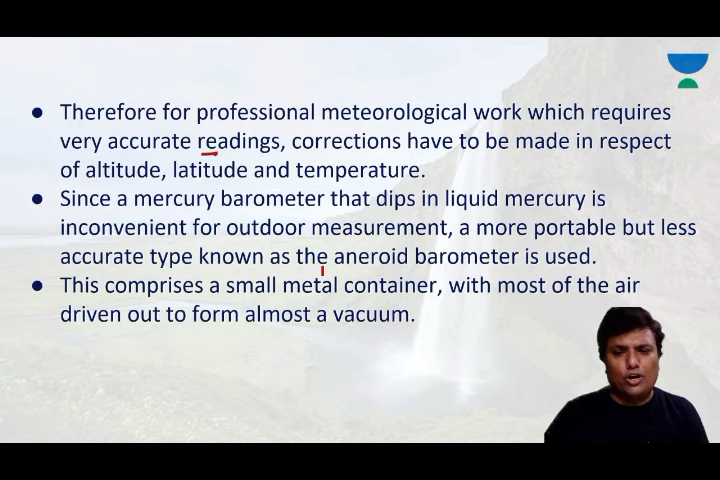 ● Therefore for professional meteorological work which requires
very accurate readings, corrections have to be made in respect
of altitude, latitude and temperature.
● Since a mercury barometer that dips in liquid mercury is
inconvenient for outdoor measurement, a more portable but less
accurate type known as the aneroid barometer is used.
● This comprises a small metal container, with most of the air
driven out to form almost a vacuum.